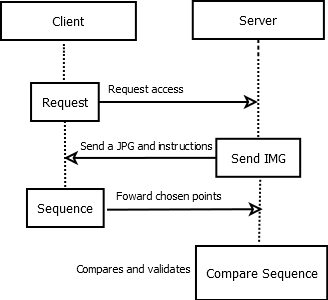 Client
Server
Request
Request access
Send a JPG and instructions
Send IMG
Sequence
Foward chosen points
Compares and validates
Compare Sequence